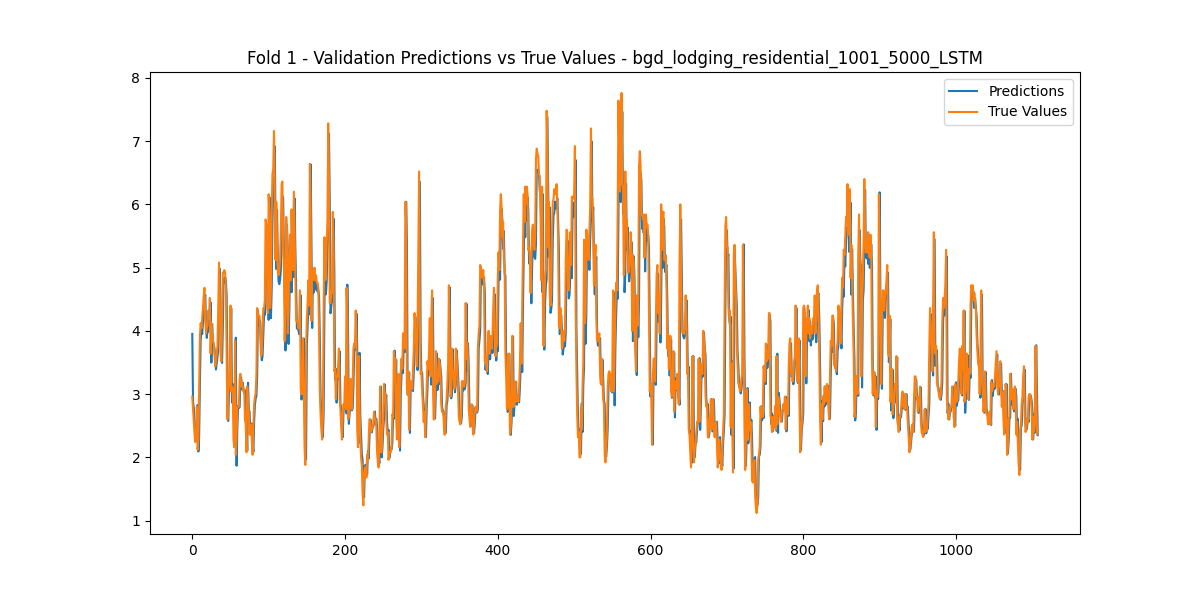 Fold 1 - Validation Predictions vs True Values - bgd_lodging_residential_1001_5000_LSTM
Predictions
True Values
8
7
6
5
4
3
2
1
0 200 400 600 800 1000